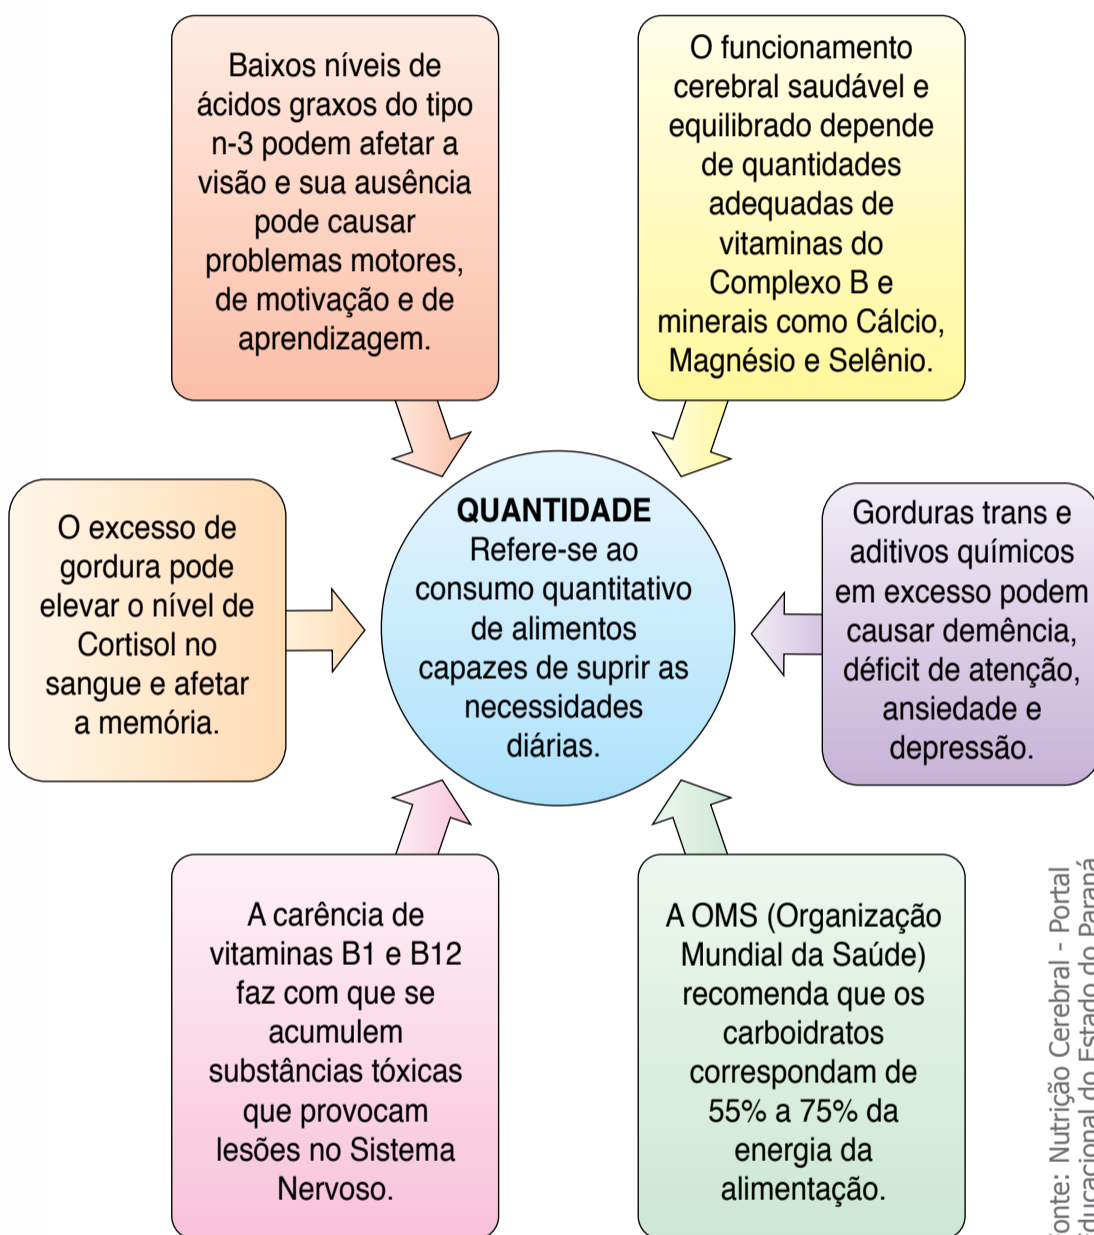 Baixos níveis de
ácidos graxos do tipo
n-3 podem afetar a
visão e sua ausência
pode causar
problemas motores,
de motivação e de
aprendizagem.
O funcionamento
cerebral saudável e
equilibrado depende
de quantidades
adequadas de
vitaminas do
Complexo B e
minerais como Cálcio,
Magnésio e Selênio.
O excesso de
gordura pode
elevar o nível de
Cortisol no
sangue e afetar
a memória.
QUANTIDADE
Refere-se ao
consumo quantitativo
de alimentos
capazes de suprir as
necessidades
diárias.
Gorduras trans e
aditivos químicos
em excesso podem
causar demência,
déficit de atenção,
ansiedade e
depressão.
A carência de
vitaminas B1 e B12
faz com que se
acumulem
substâncias tóxicas
que provocam
lesões no Sistema
Nervoso.
A OMS (Organização
Mundial da Saúde)
recomenda que os
carboidratos
correspondam de
55% a 75% da
energia da
alimentação.
Fonte: Nutrição Cerebral - Portal
Educacional do Estado do Paraná